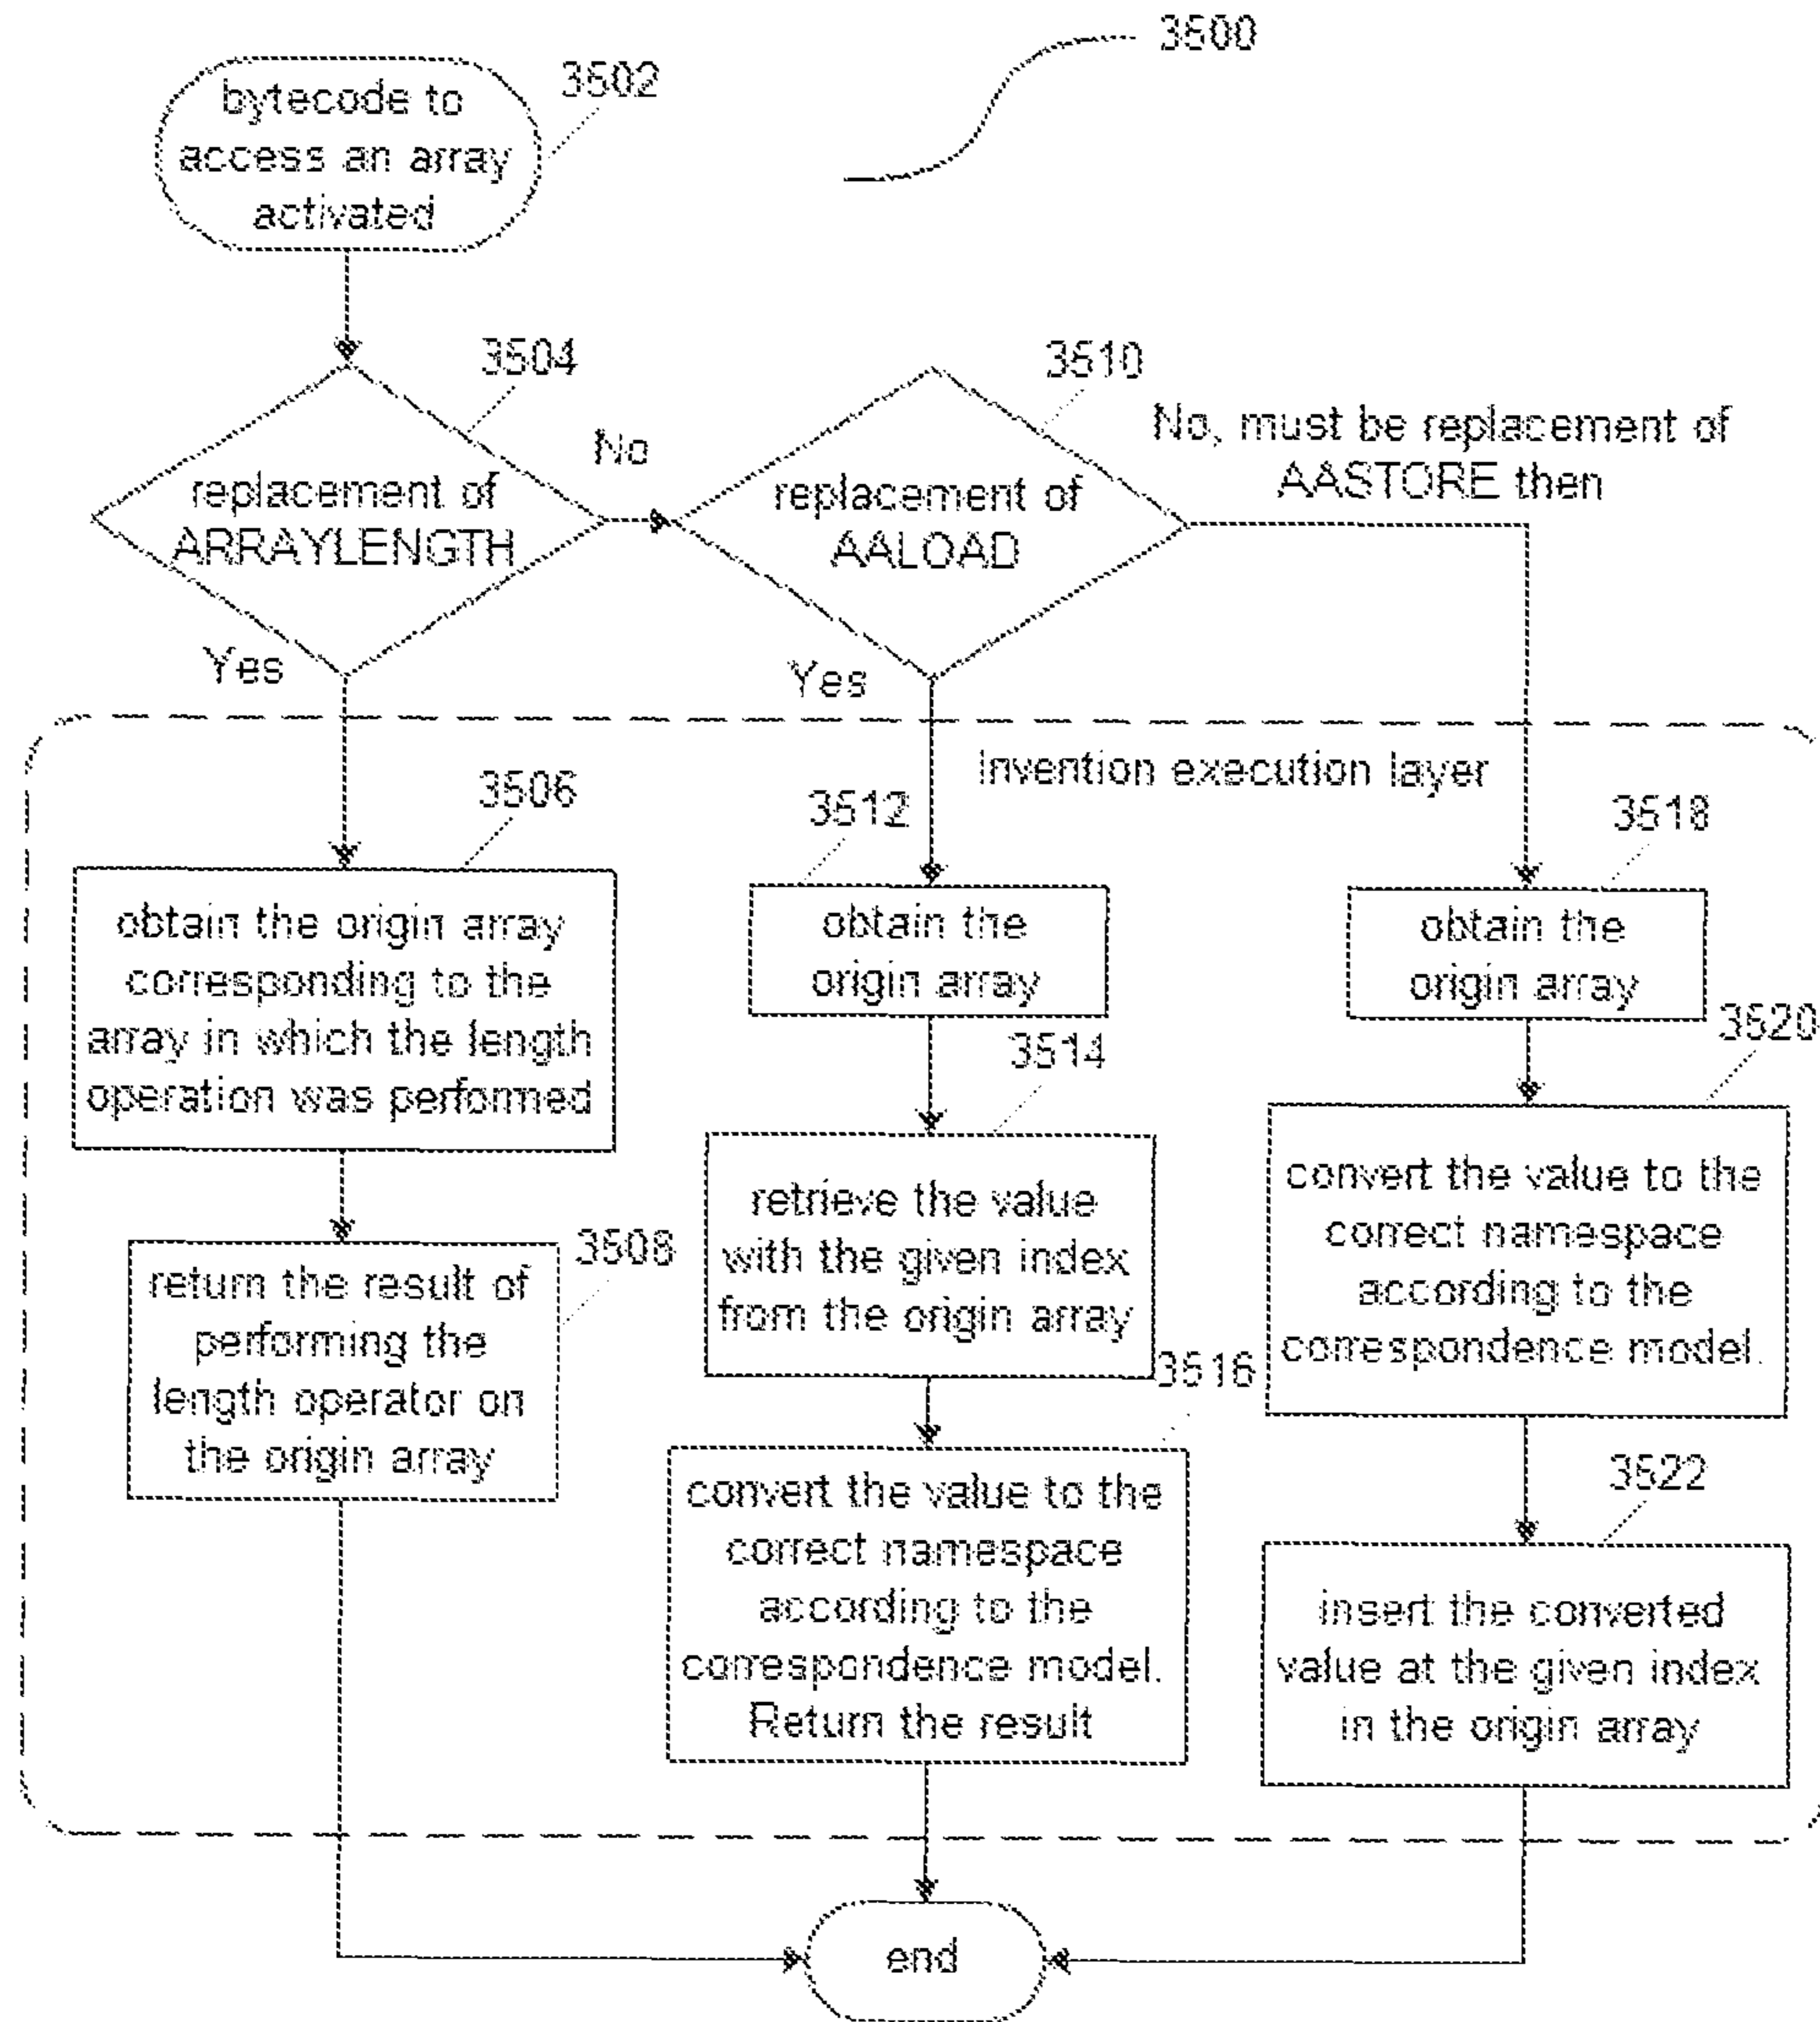 3500
3502
bytecode to
access an array
activated
3504
replacement of
ARRAYLENGTH
No
Yes
3510
replacement of
AALOAD
Yes
No, must be replacement of
AASTORE then
Invention execution layer
3506
obtain the origin array
corresponding to the
array in which the length
operation was performed
3508
return the result of
performing the
length operator on
the origin array
3512
obtain the
origin array
3514
retrieve the value
with the given index
from the origin array
3516
convert the value to the
correct namespace
according to the
correspondence model.
Return the result
3518
obtain the
origin array
3520
convert the value to the
correct namespace
according to the
correspondence model.
3522
insert the converted
value at the given index
in the origin array
end